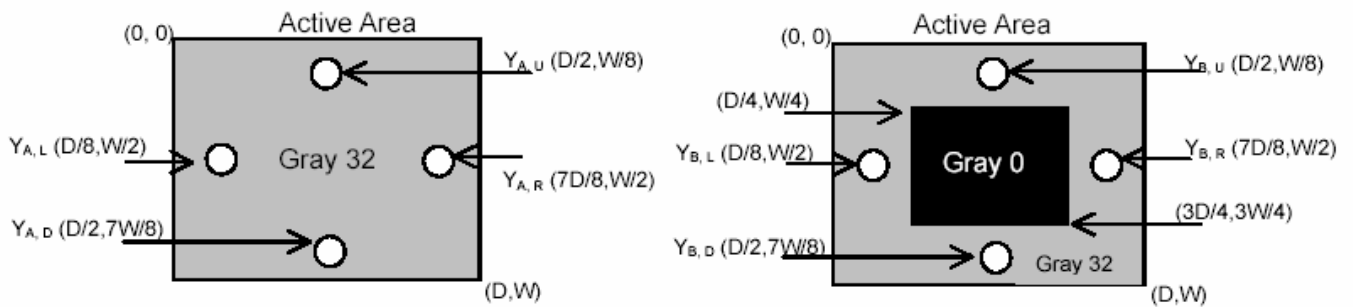 Active Area
(0, 0)
Y_A, U (D/2,W/8)
Y_A, L (D/8,W/2)
Gray 32
Y_A, R (7D/8,W/2)
Y_A, D (D/2,7W/8)
(D,W)
Active Area
(0, 0)
Y_B, U (D/2,W/8)
(D/4,W/4)
Y_B, L (D/8,W/2)
Gray 0
Y_B, R (7D/8,W/2)
(3D/4,3W/4)
Y_B, D (D/2,7W/8)
Gray 32
(D,W)